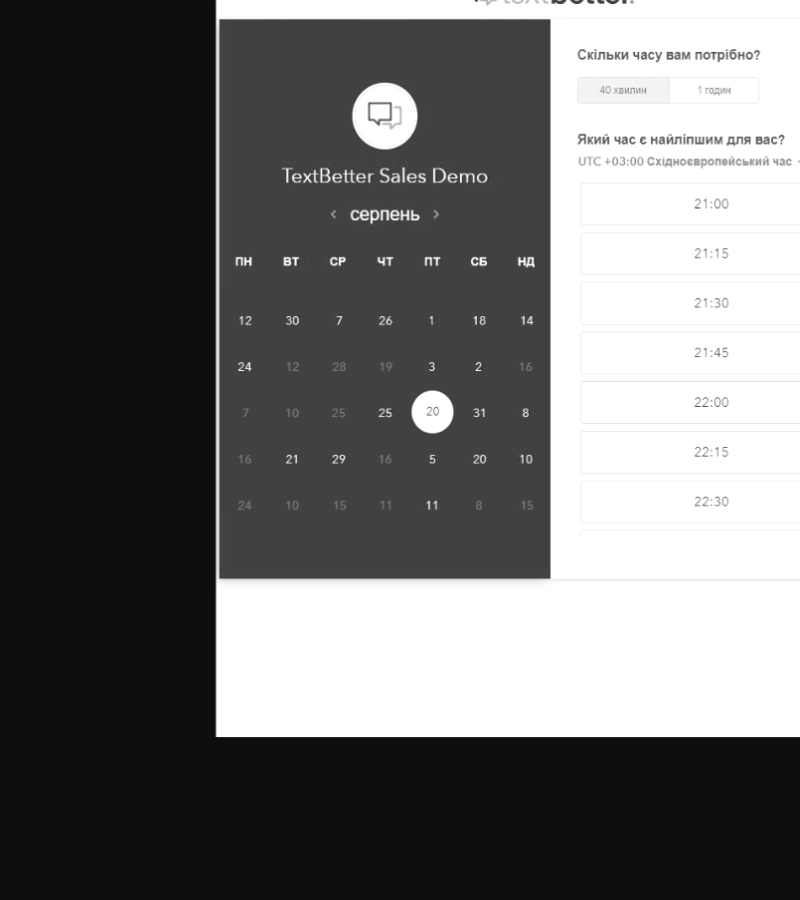 textbetter.
TextBetter Sales Demo
‹ серпень ›
ПН ВТ СР ЧТ ПТ СБ НД
12 30 7 26 1 18 14
24 12 28 19 3 2 16
7 10 25 25 20 31 8
16 21 29 16 5 20 10
24 10 15 11 11 8 15
Скільки часу вам потрібно?
40 хвилин 1 годин
Який час є найліпшим для вас?
UTC +03:00 Східноєвропейський час
21:00
21:15
21:30
21:45
22:00
22:15
22:30